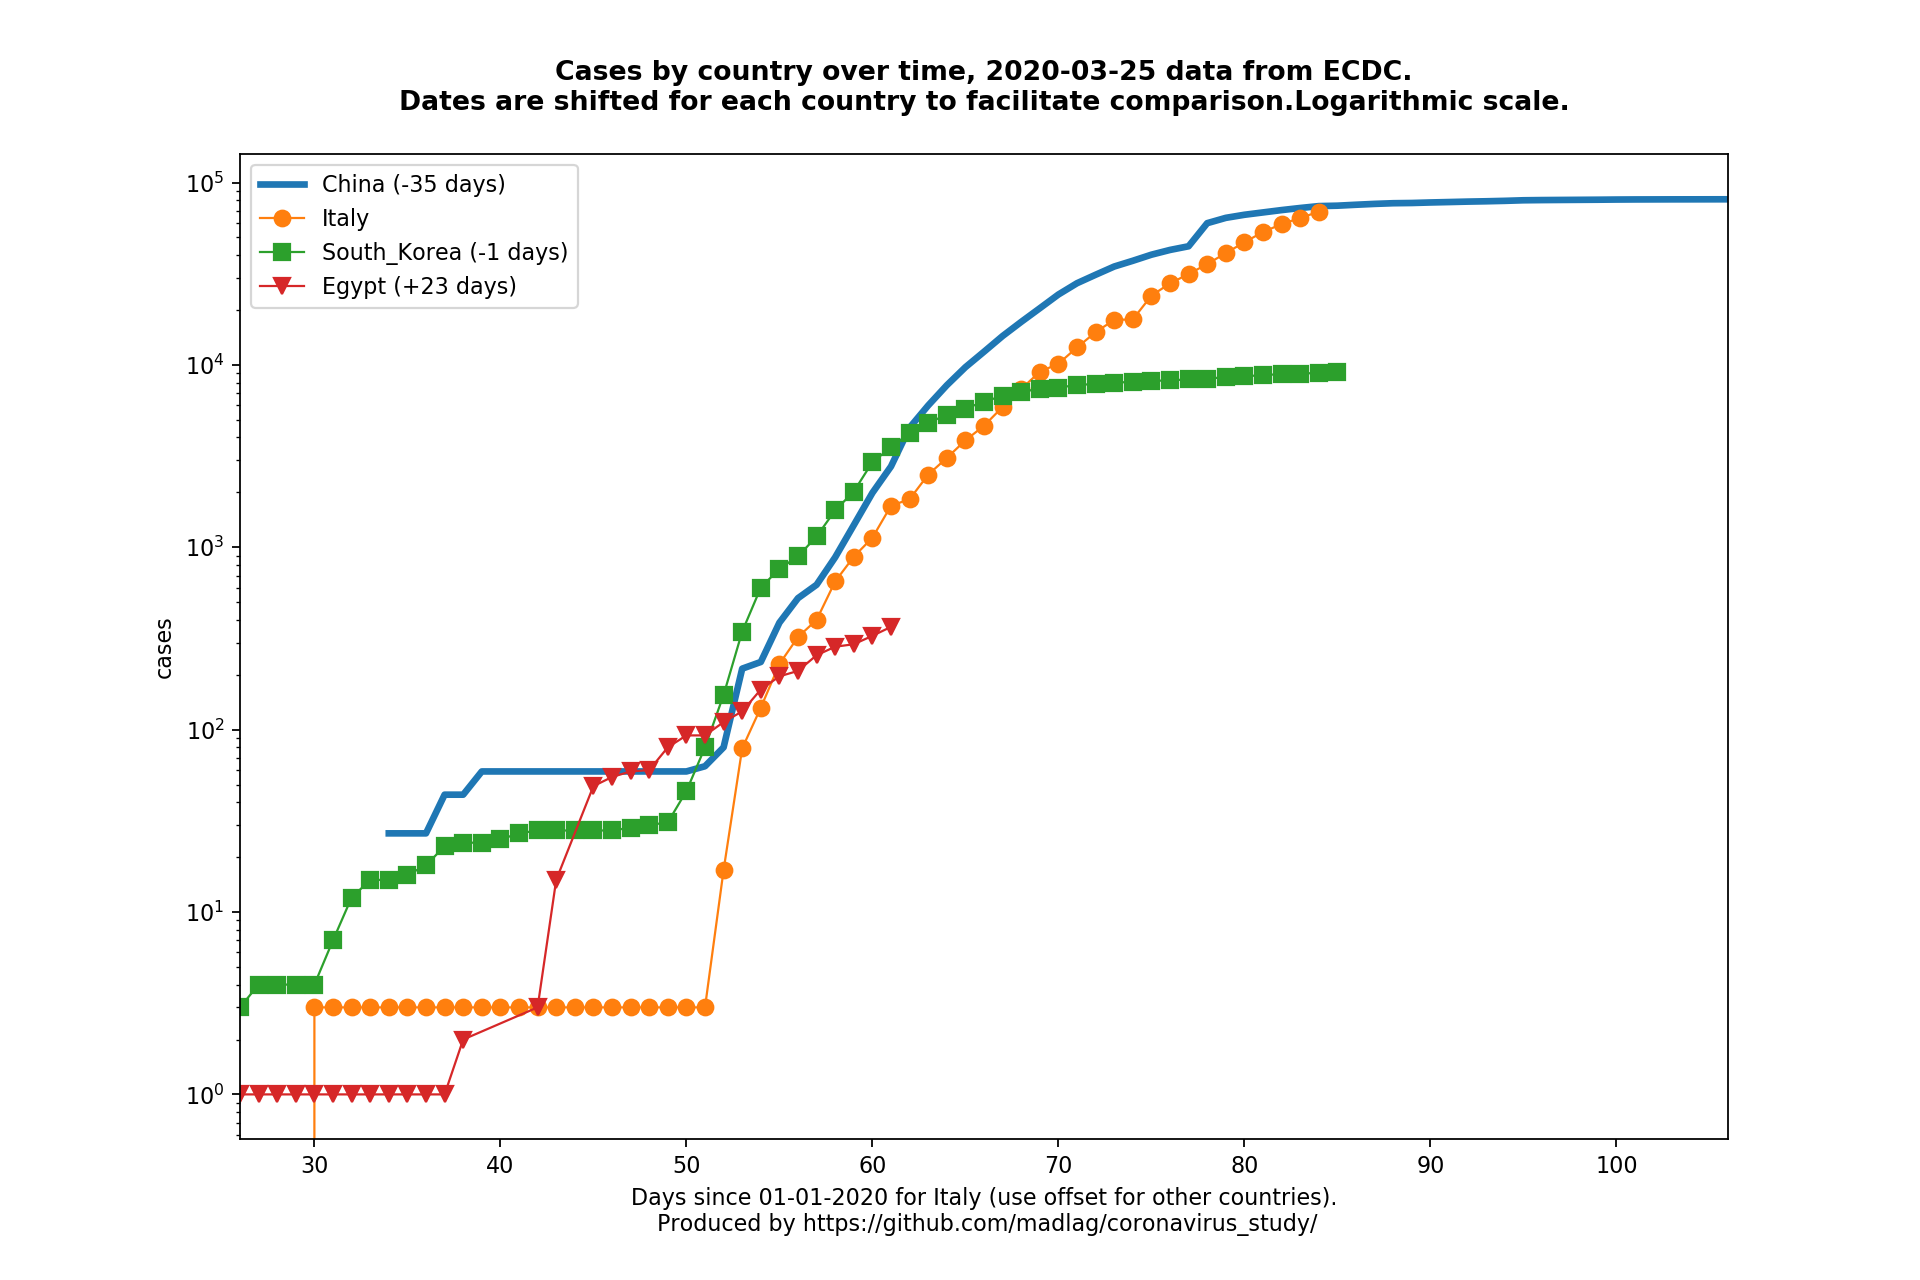 Cases by country over time, 2020-03-25 data from ECDC.
Dates are shifted for each country to facilitate comparison.Logarithmic scale.
China (-35 days)
Italy
South_Korea (-1 days)
Egypt (+23 days)
10⁵
10⁴
10³
10²
10¹
10⁰
cases
30 40 50 60 70 80 90 100
Days since 01-01-2020 for Italy (use offset for other countries).
Produced by https://github.com/madlag/coronavirus_study/